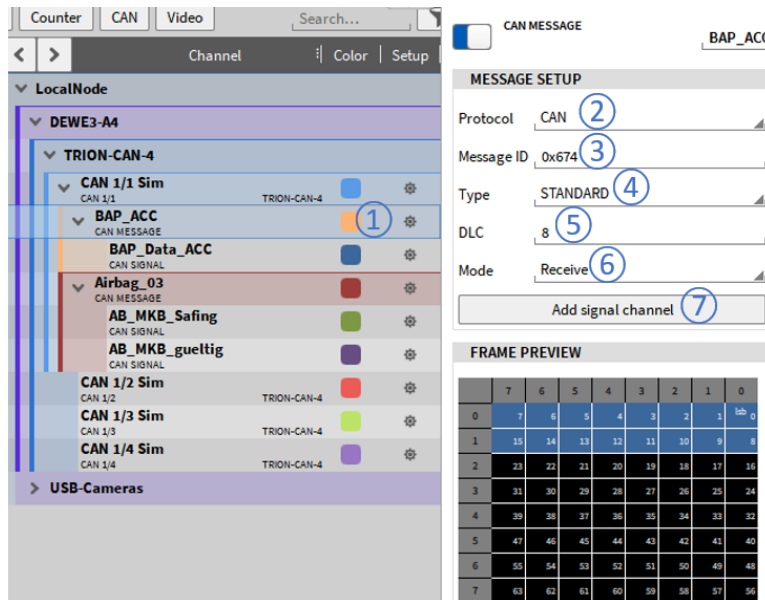 Counter CAN Video Search...
Channel Color Setup
LocalNode
DEWE3-A4
TRION-CAN-4
CAN 1/1 Sim
CAN 1/1 TRION-CAN-4
BAP_ACC 1
CAN MESSAGE
BAP_Data_ACC
CAN SIGNAL
Airbag_03
CAN MESSAGE
AB_MKB_Safing
CAN SIGNAL
AB_MKB_gueltig
CAN SIGNAL
CAN 1/2 Sim
CAN 1/2 TRION-CAN-4
CAN 1/3 Sim
CAN 1/3 TRION-CAN-4
CAN 1/4 Sim
CAN 1/4 TRION-CAN-4
USB-Cameras
CAN MESSAGE
BAP_ACC
MESSAGE SETUP
Protocol CAN 2
Message ID 0x674 3
Type STANDARD 4
DLC 8 5
Mode Receive 6
Add signal channel 7
FRAME PREVIEW
7 6 5 4 3 2 1 0
0 7 6 5 4 3 2 1 lsb 0
1 15 14 13 12 11 10 9 8
2 23 22 21 20 19 18 17 16
3 31 30 29 28 27 26 25 24
4 39 38 37 36 35 34 33 32
5 47 46 45 44 43 42 41 40
6 55 54 53 52 51 50 49 48
7 63 62 61 60 59 58 57 56